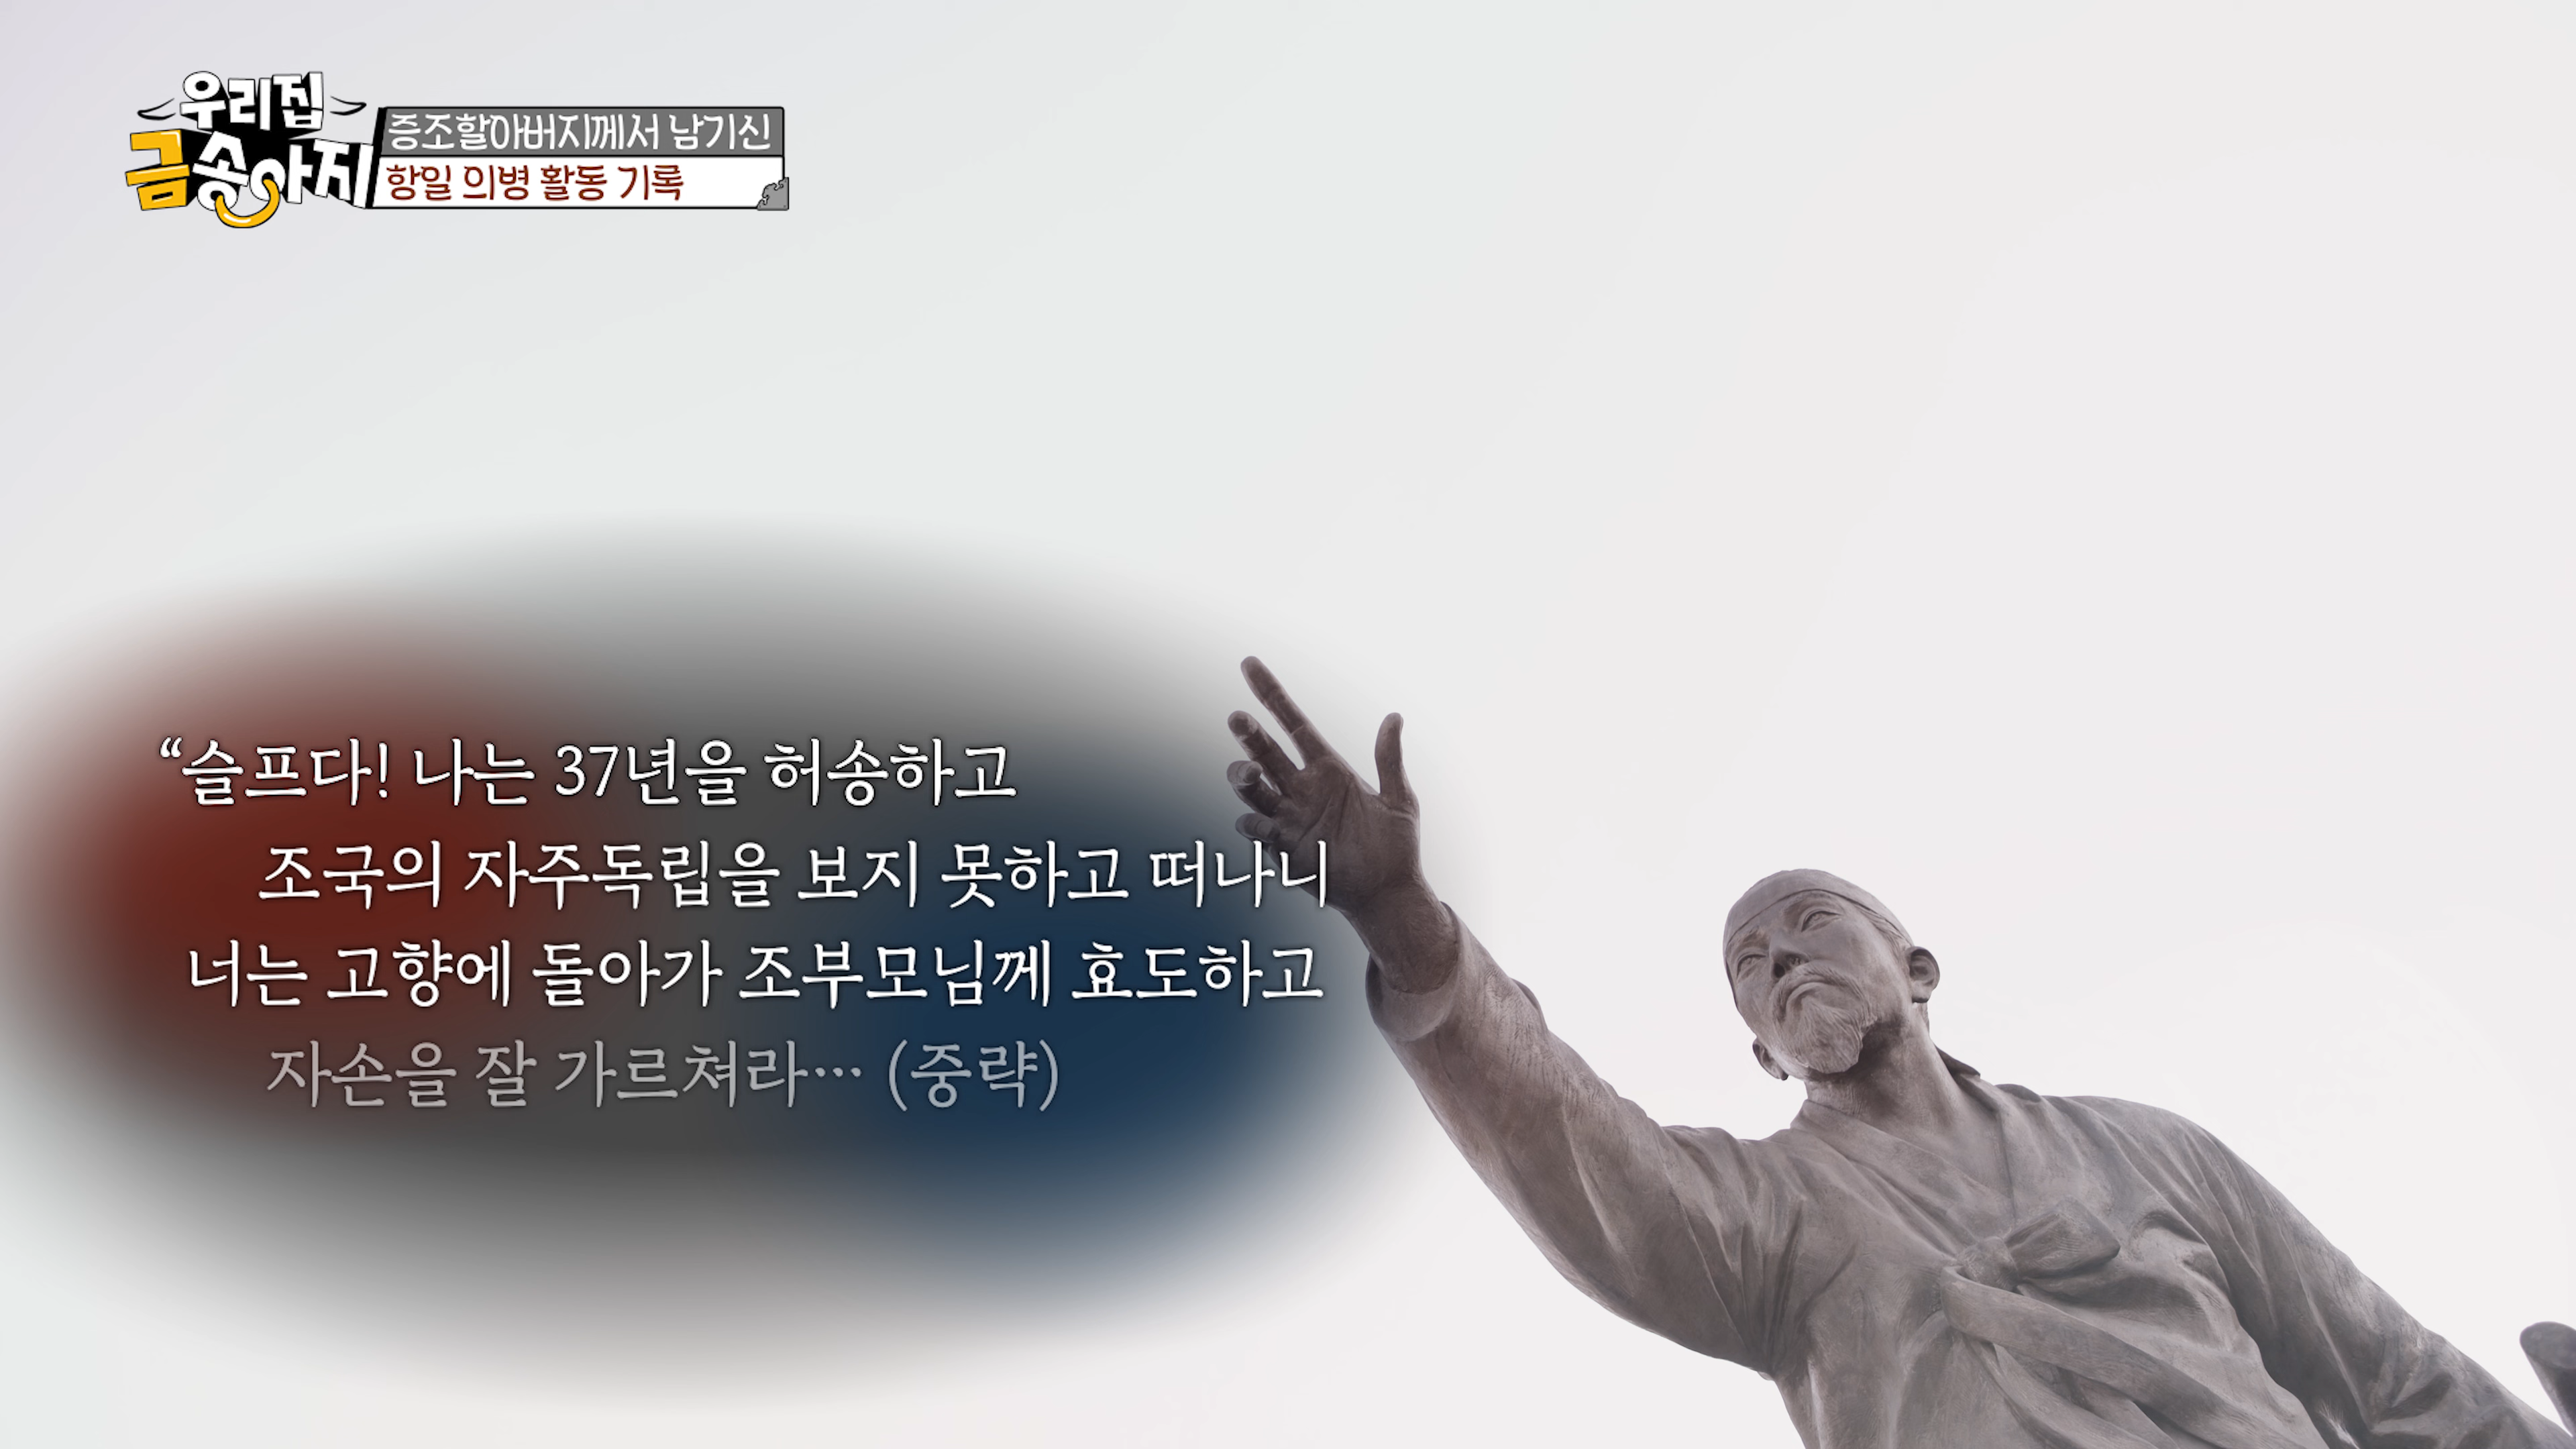 우리집
금송아지
증조할아버지께서 남기신
항일 의병 활동 기록
“슬프다! 나는 37년을 허송하고
조국의 자주독립을 보지 못하고 떠나니
너는 고향에 돌아가 조부모님께 효도하고
자손을 잘 가르쳐라… (중략)